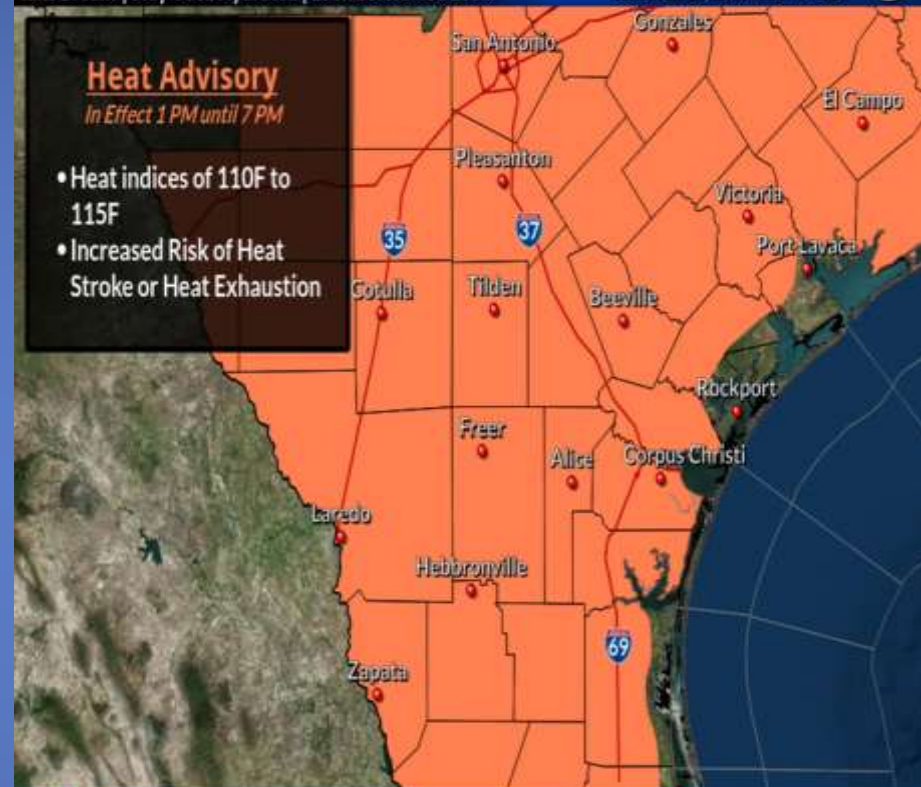 Heat Advisory
In Effect 1 PM until 7 PM
• Heat indices of 110F to
115F
• Increased Risk of Heat
Stroke or Heat Exhaustion
San Antonio
Gonzales
El Campo
Pleasanton
Victoria
35
37
Port Lavaca
Cotulla
Tilden
Beeville
Rockport
Freer
Alice
Corpus Christi
Laredo
Hebbronville
69
Zapata